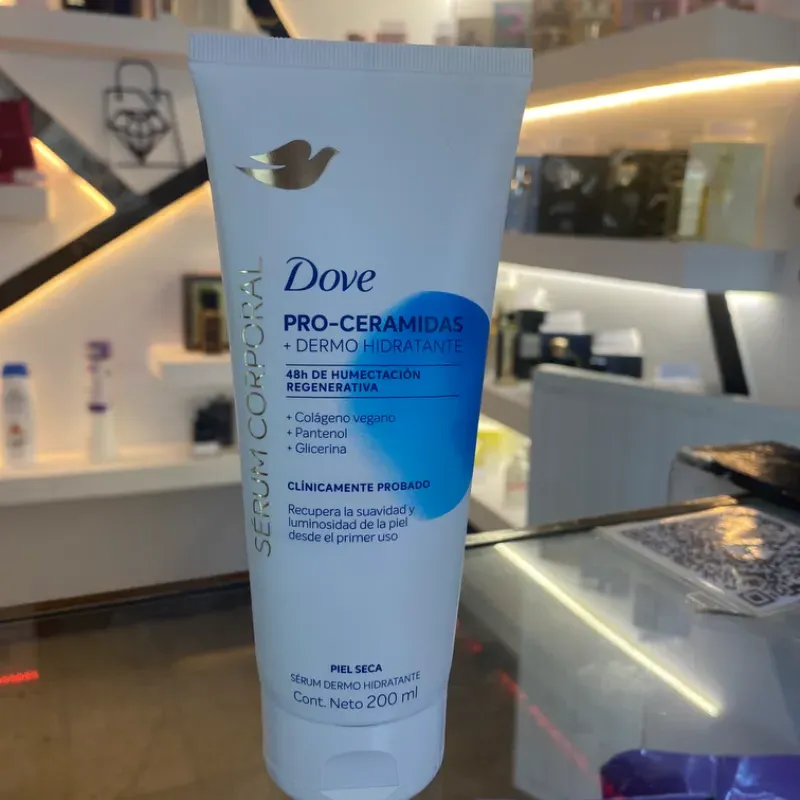 Dove
PRO-CERAMIDAS
+ DERMO HIDRATANTE
48h DE HUMECTACIÓN
REGENERATIVA
+ Colágeno vegano
+ Pantenol
+ Glicerina
CLÍNICAMENTE PROBADO
Recupera la suavidad y
luminosidad de la piel
desde el primer uso
SÉRUM CORPORAL
PIEL SECA
SÉRUM DERMO HIDRATANTE
Cont. Neto 200 ml